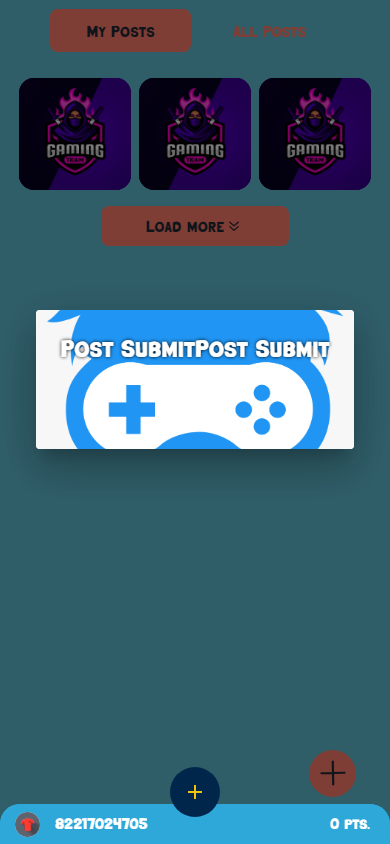 My Posts
All Posts
GAMING
TEAM
GAMING
TEAM
GAMING
TEAM
Load more
Post SubmitPost Submit
82217024705
0 pts.